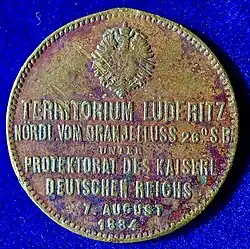 TERRITORIUM LÜDERITZ
NÖRDL VOM ORANJEFLUSS 26° S.B.
UNTER
PROTEKTORAT DES KAISERL
DEUTSCHEN REICHS
7. AUGUST
1884